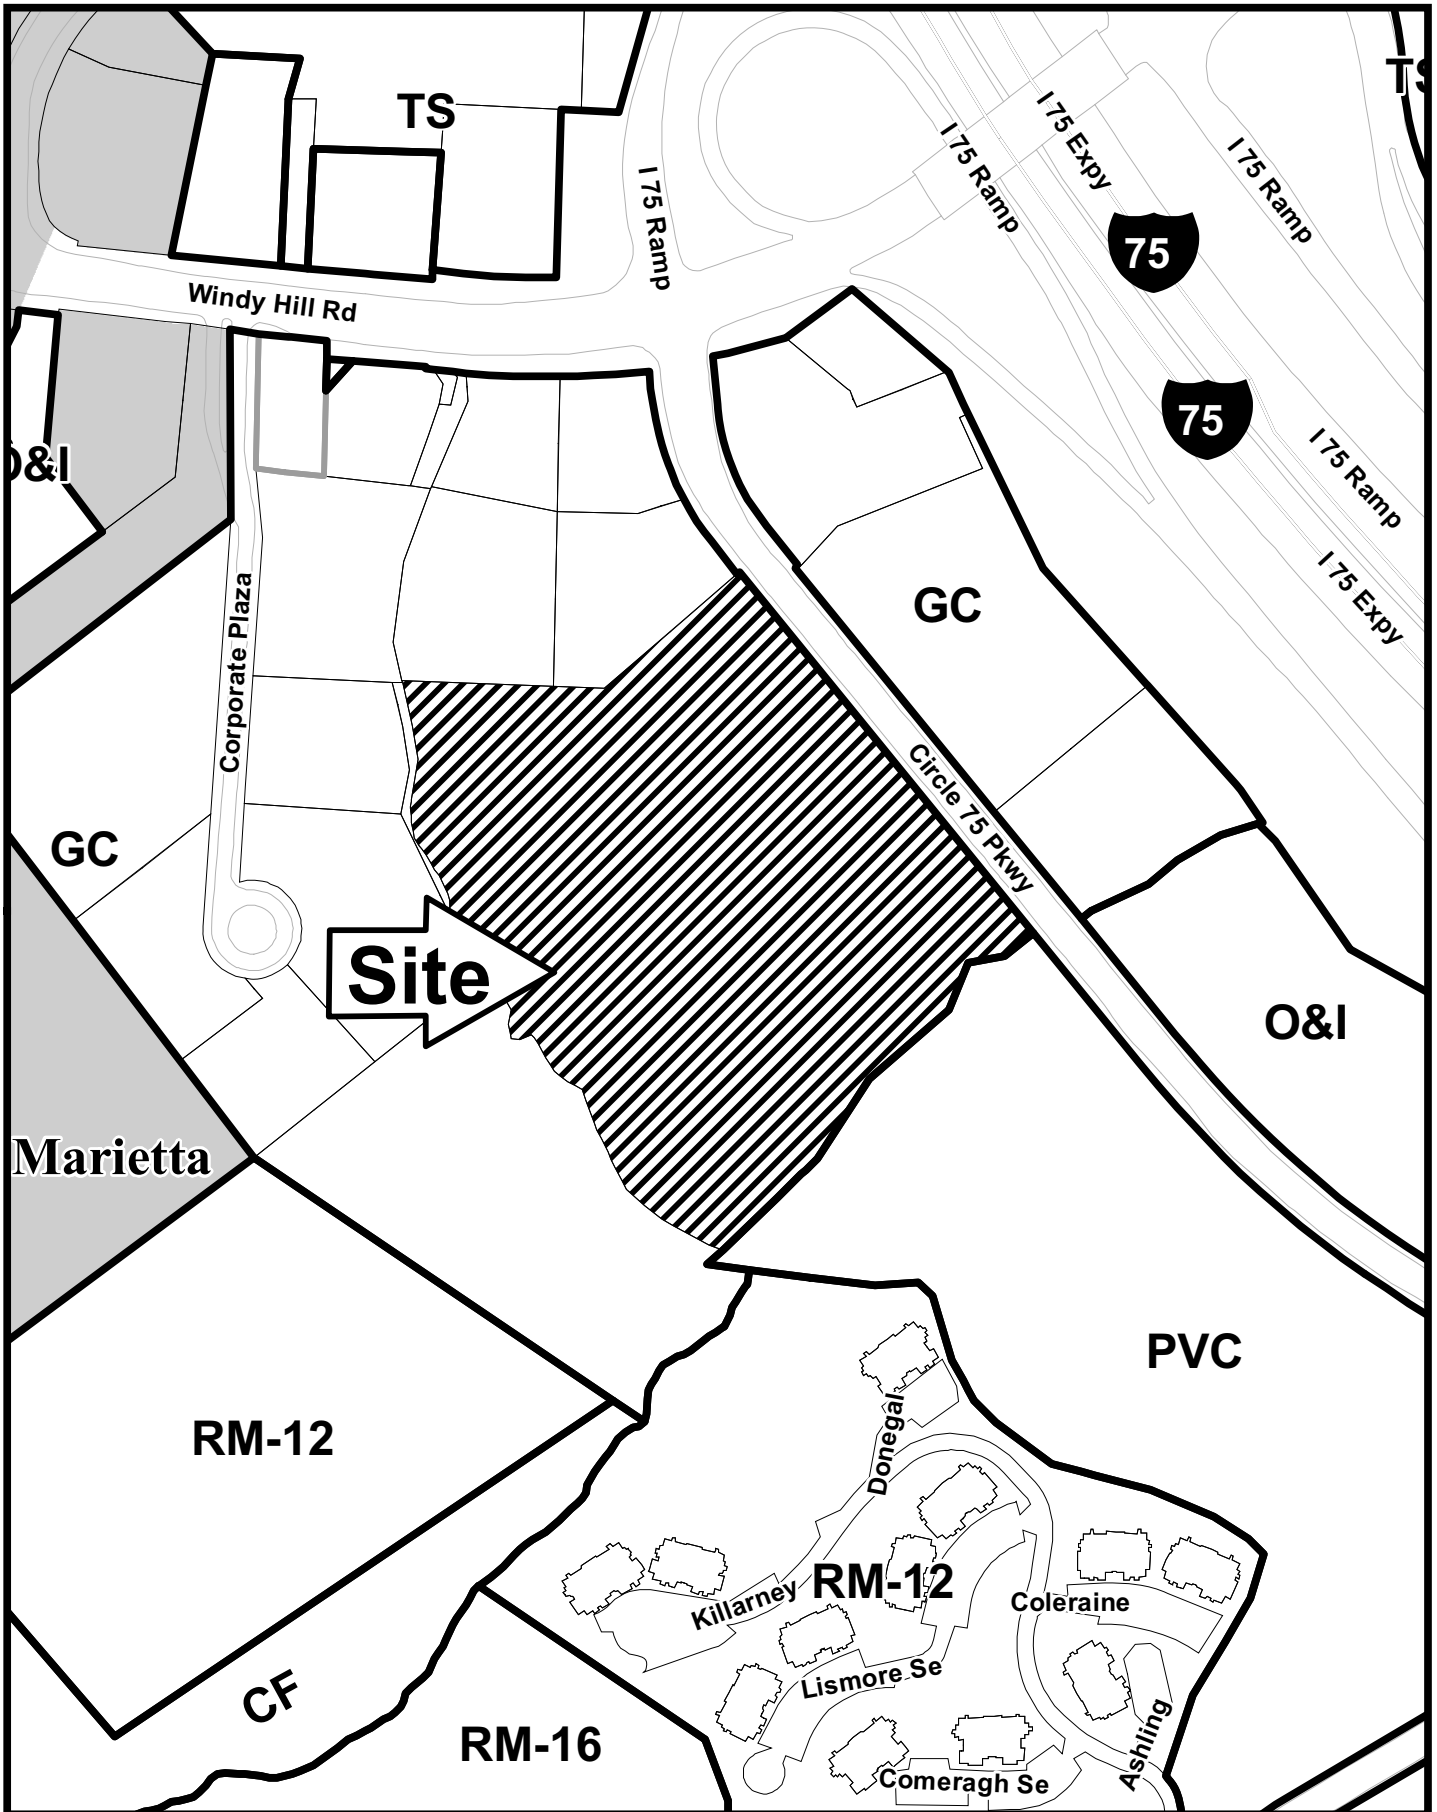 TS
TS
I 75 Ramp
I 75 Ramp
I 75 Expy
I 75 Ramp
75
Windy Hill Rd
75
O&I
I 75 Ramp
I 75 Expy
Corporate Plaza
GC
Circle 75 Pkwy
GC
Site
O&I
Marietta
PVC
RM-12
Donegal
RM-12
Killarney
Coleraine
Lismore Se
CF
RM-16
Ashling
Comeragh Se